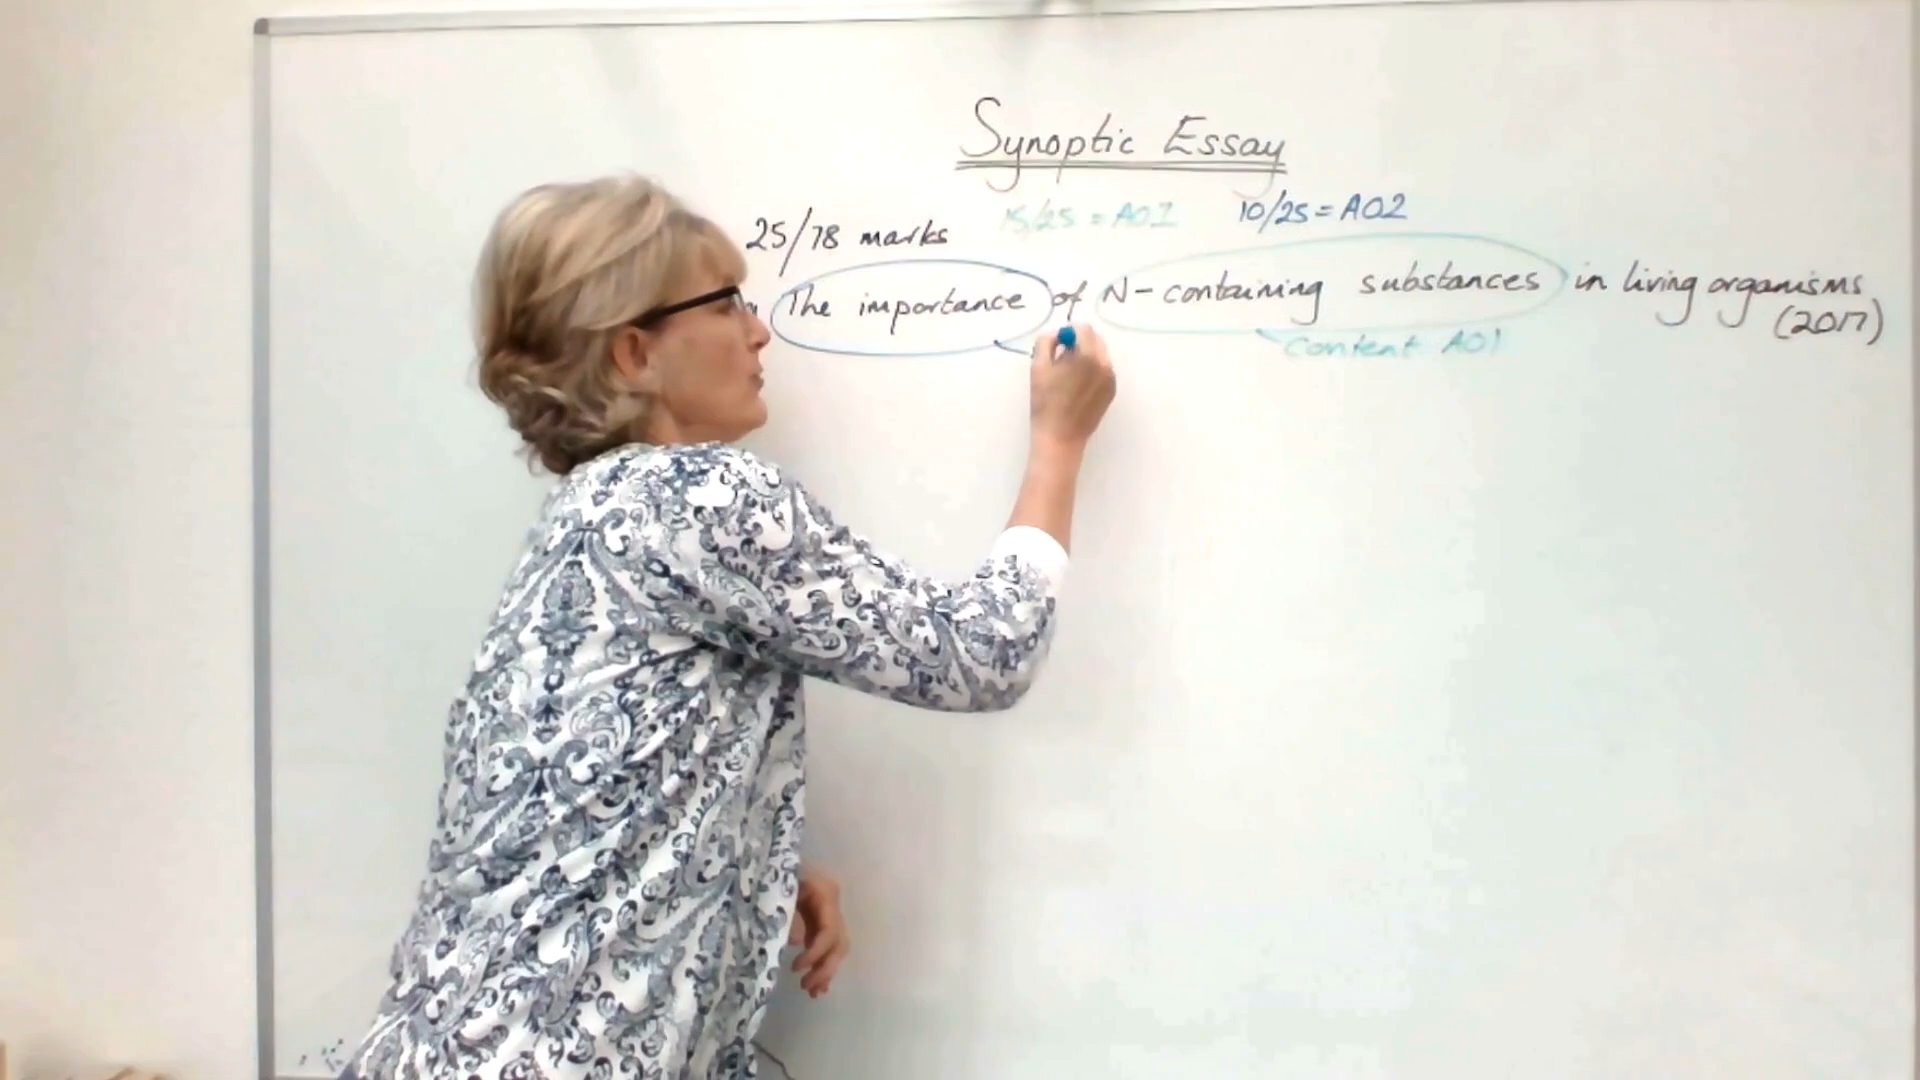 Synoptic Essay
25/78 marks 15/25 = AO1 10/25 = AO2
The importance of N-containing substances in living organisms
(2017)
Content AO1